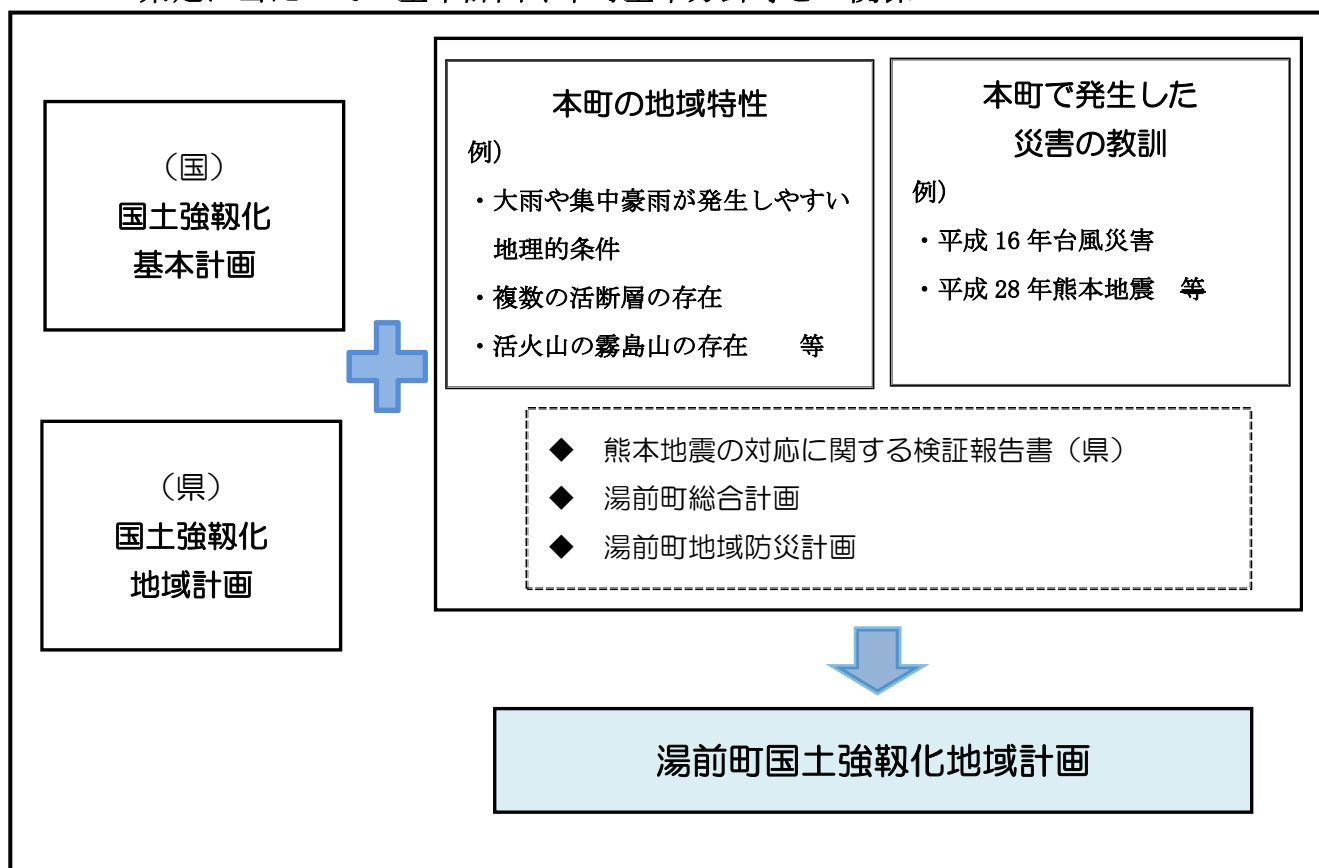 （国）
国土強靱化
基本計画
（県）
国土強靱化
地域計画
本町の地域特性
例）
・大雨や集中豪雨が発生しやすい
地理的条件
・複数の活断層の存在
・活火山の霧島山の存在　　等
本町で発生した
災害の教訓
例）
・平成 16 年台風災害
・平成 28 年熊本地震　等
◆　熊本地震の対応に関する検証報告書（県）
◆　湯前町総合計画
◆　湯前町地域防災計画
湯前町国土強靱化地域計画